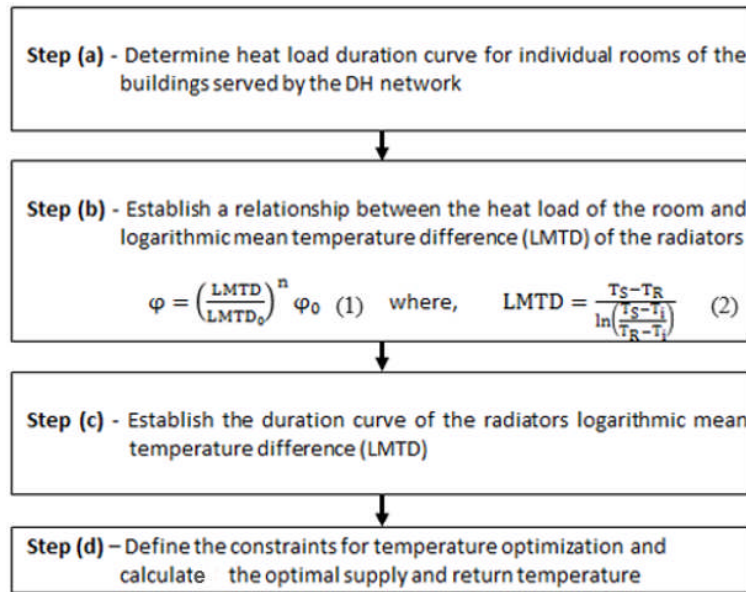 Step (a) - Determine heat load duration curve for individual rooms of the
buildings served by the DH network
Step (b) - Establish a relationship between the heat load of the room and
logarithmic mean temperature difference (LMTD) of the radiators
φ = (LMTD/LMTD₀)ⁿ φ₀ (1) where, LMTD = (T_S−T_R)/ln((T_S−T_i)/(T_R−T_i)) (2)
Step (c) - Establish the duration curve of the radiators logarithmic mean
temperature difference (LMTD)
Step (d) – Define the constraints for temperature optimization and
calculate the optimal supply and return temperature